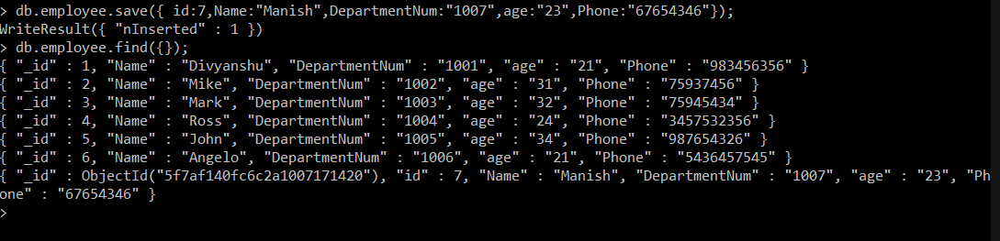 > db.employee.save({ id:7,Name:"Manish",DepartmentNum:"1007",age:"23",Phone:"67654346"});
WriteResult({ "nInserted" : 1 })
> db.employee.find({});
{ "_id" : 1, "Name" : "Divyanshu", "DepartmentNum" : "1001", "age" : "21", "Phone" : "983456356" }
{ "_id" : 2, "Name" : "Mike", "DepartmentNum" : "1002", "age" : "31", "Phone" : "75937456" }
{ "_id" : 3, "Name" : "Mark", "DepartmentNum" : "1003", "age" : "32", "Phone" : "75945434" }
{ "_id" : 4, "Name" : "Ross", "DepartmentNum" : "1004", "age" : "24", "Phone" : "3457532356" }
{ "_id" : 5, "Name" : "John", "DepartmentNum" : "1005", "age" : "34", "Phone" : "987654326" }
{ "_id" : 6, "Name" : "Angelo", "DepartmentNum" : "1006", "age" : "21", "Phone" : "5436457545" }
{ "_id" : ObjectId("5f7af140fc6c2a1007171420"), "id" : 7, "Name" : "Manish", "DepartmentNum" : "1007", "age" : "23", "Ph
one" : "67654346" }
>